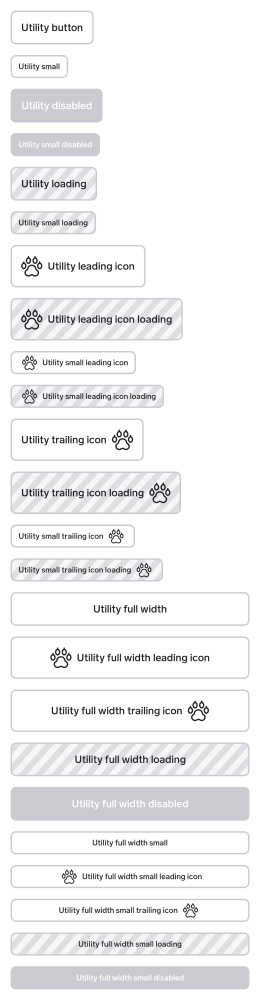 Utility button
Utility small
Utility disabled
Utility small disabled
Utility loading
Utility small loading
Utility leading icon
Utility leading icon loading
Utility small leading icon
Utility small leading icon loading
Utility trailing icon
Utility trailing icon loading
Utility small trailing icon
Utility small trailing icon loading
Utility full width
Utility full width leading icon
Utility full width trailing icon
Utility full width loading
Utility full width disabled
Utility full width small
Utility full width small leading icon
Utility full width small trailing icon
Utility full width small loading
Utility full width small disabled